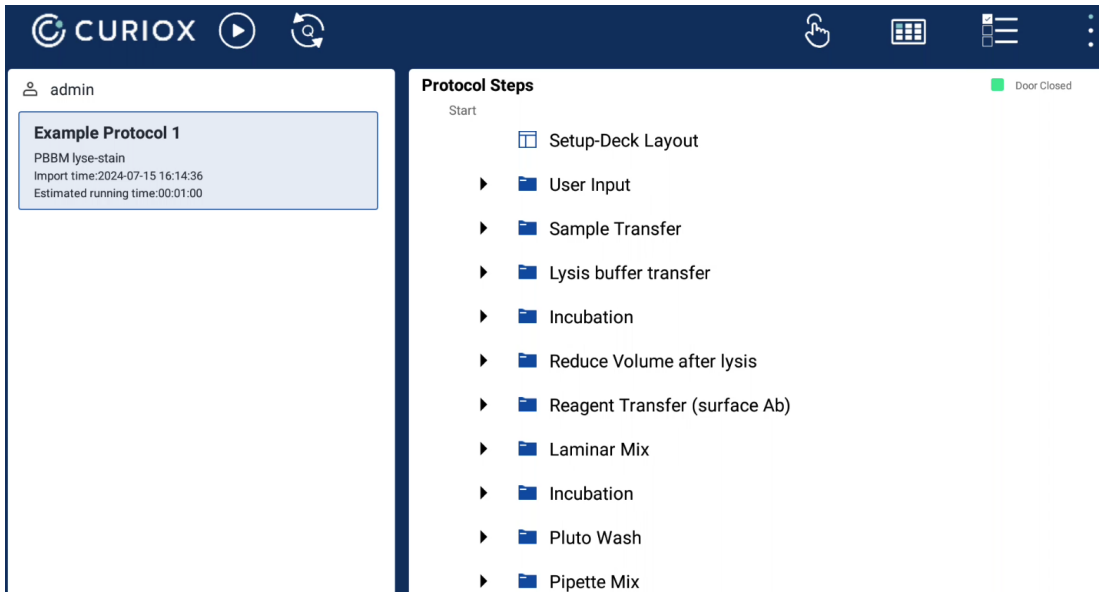 CURIOX
admin
Example Protocol 1
PBBM lyse-stain
Import time:2024-07-15 16:14:36
Estimated running time:00:01:00
Protocol Steps
Door Closed
Start
Setup-Deck Layout
User Input
Sample Transfer
Lysis buffer transfer
Incubation
Reduce Volume after lysis
Reagent Transfer (surface Ab)
Laminar Mix
Incubation
Pluto Wash
Pipette Mix